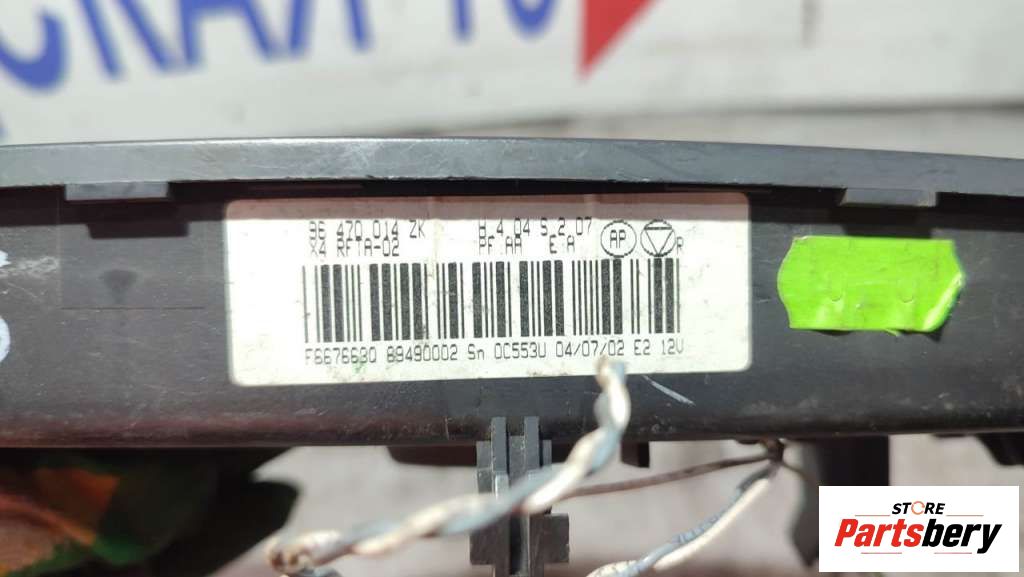 96 470 014 ZK H.4.04 S.2.07
X4 RFTA-02 PF.AA E A AP R
F6676630 89490002 Sn 0C553U 04/07/02 E2 12V
STORE
Partsbery